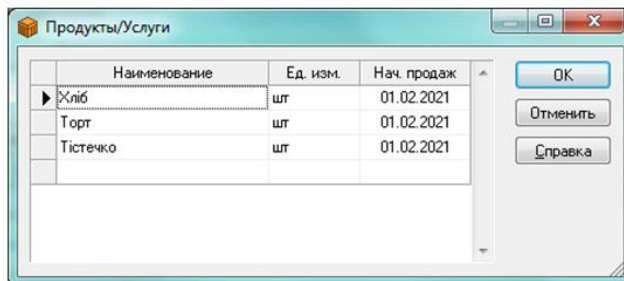 Продукты/Услуги
Наименование Ед. изм. Нач. продаж
Хліб шт 01.02.2021
Торт шт 01.02.2021
Тістечко шт 01.02.2021
OK
Отменить
Справка